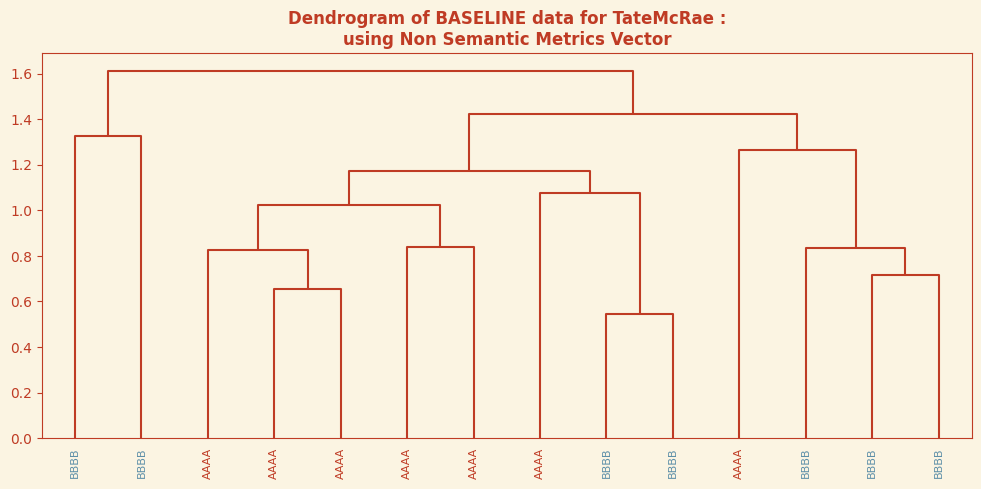 Dendrogram of BASELINE data for TateMcRae :
using Non Semantic Metrics Vector
1.6
1.4
1.2
1.0
0.8
0.6
0.4
0.2
0.0
BBBB
BBBB
AAAA
AAAA
AAAA
AAAA
AAAA
AAAA
BBBB
BBBB
AAAA
BBBB
BBBB
BBBB